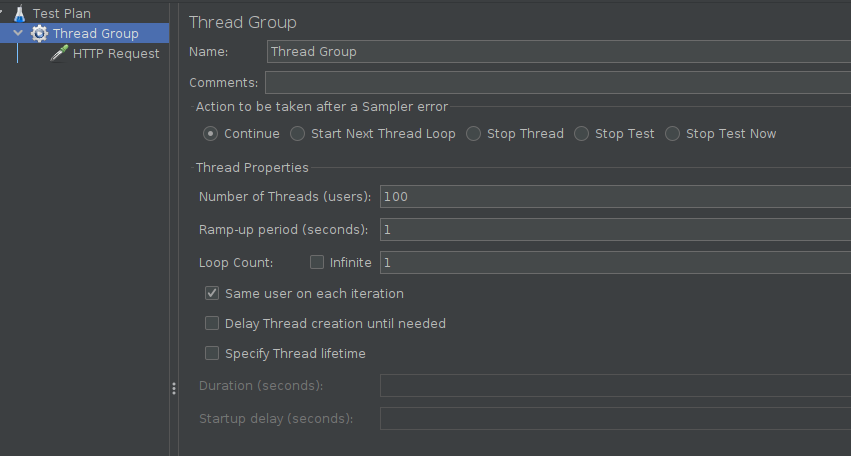 Test Plan
Thread Group
HTTP Request
Thread Group
Name: Thread Group
Comments:
Action to be taken after a Sampler error
Continue Start Next Thread Loop Stop Thread Stop Test Stop Test Now
Thread Properties
Number of Threads (users): 100
Ramp-up period (seconds): 1
Loop Count: Infinite 1
Same user on each iteration
Delay Thread creation until needed
Specify Thread lifetime
Duration (seconds):
Startup delay (seconds):